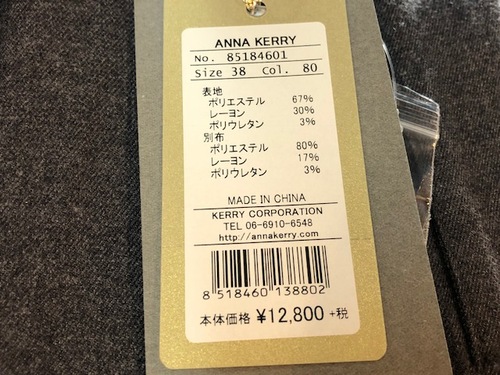 ANNA KERRY
No. 85184601
Size 38 Col. 80
表地
ポリエステル 67%
レーヨン 30%
ポリウレタン 3%
別布
ポリエステル 80%
レーヨン 17%
ポリウレタン 3%
MADE IN CHINA
KERRY CORPORATION
TEL 06-6910-6548
http://annakerry.com
8 518460 138802
本体価格 ¥12,800 +税